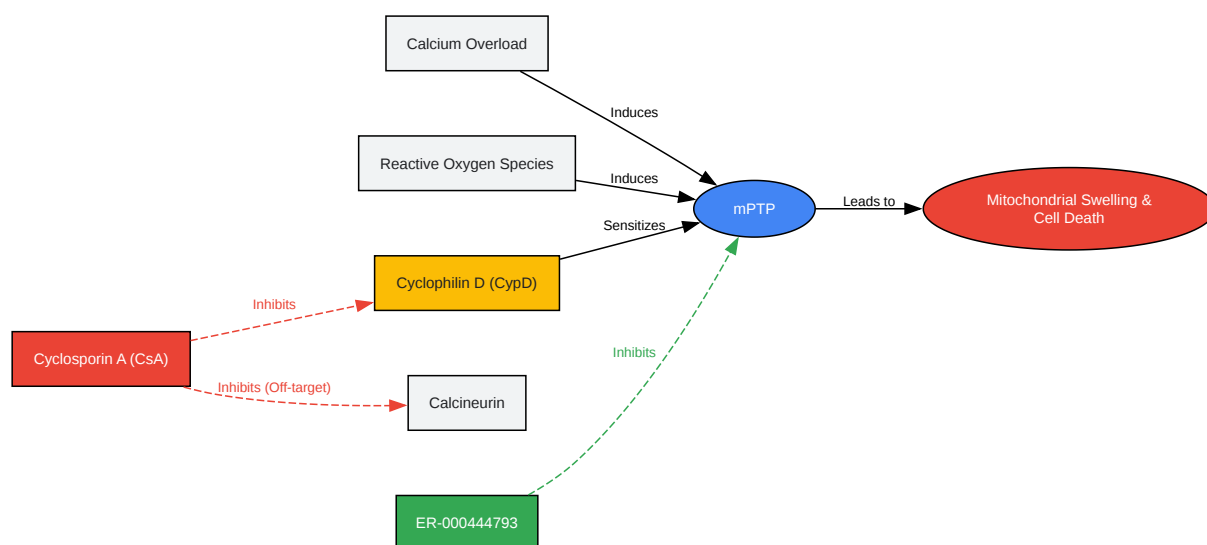 Calcium Overload
Induces
Reactive Oxygen Species
Induces
mPTP
Leads to
Mitochondrial Swelling &
Cell Death
Sensitizes
Cyclophilin D (CypD)
Inhibits
Cyclosporin A (CsA)
Inhibits (Off-target)
Calcineurin
Inhibits
ER-000444793